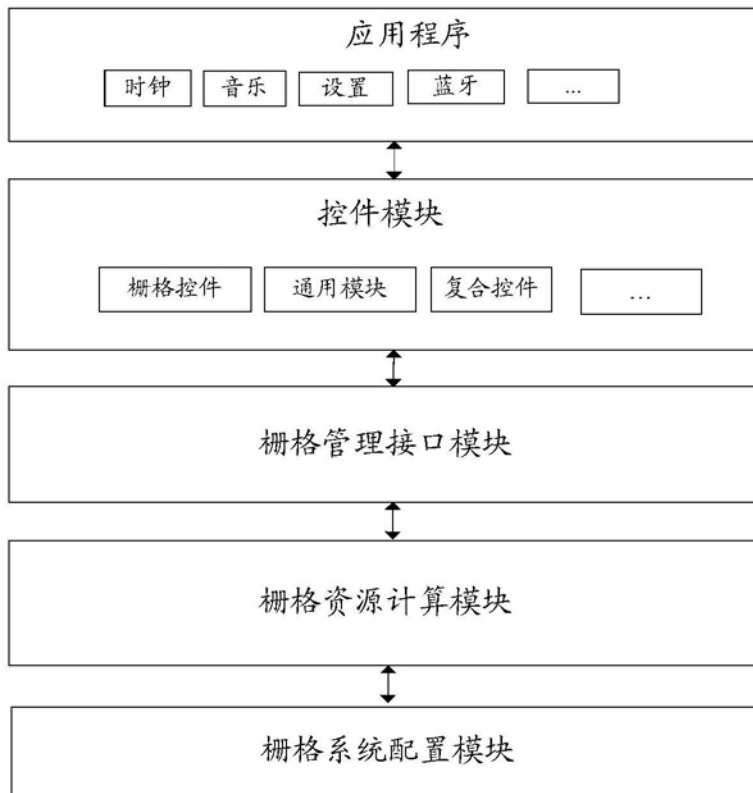 应用程序
时钟 音乐 设置 蓝牙 ...
控件模块
栅格控件 通用模块 复合控件 ...
栅格管理接口模块
栅格资源计算模块
栅格系统配置模块